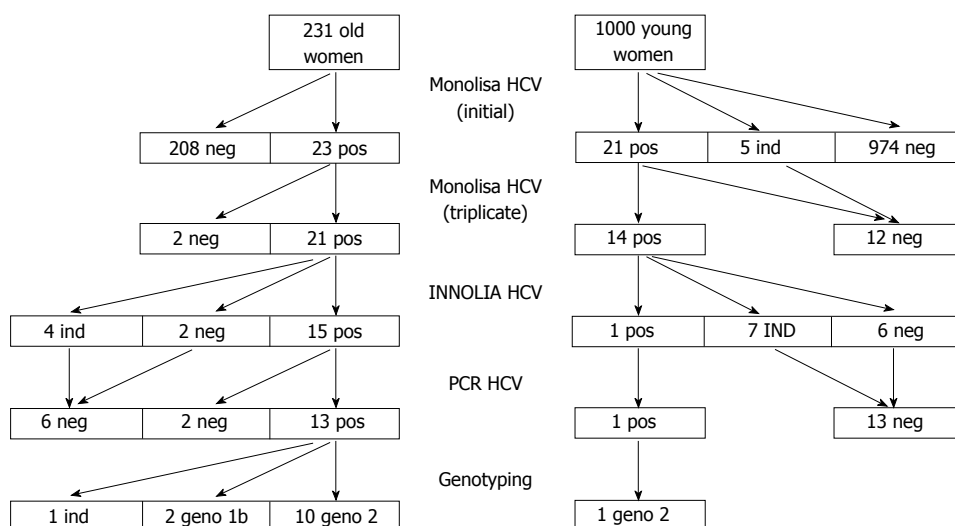 231 old
women
1000 young
women
Monolisa HCV
(initial)
208 neg
23 pos
21 pos
5 ind
974 neg
Monolisa HCV
(triplicate)
2 neg
21 pos
14 pos
12 neg
INNOLIA HCV
4 ind
2 neg
15 pos
1 pos
7 IND
6 neg
PCR HCV
6 neg
2 neg
13 pos
1 pos
13 neg
Genotyping
1 ind
2 geno 1b
10 geno 2
1 geno 2